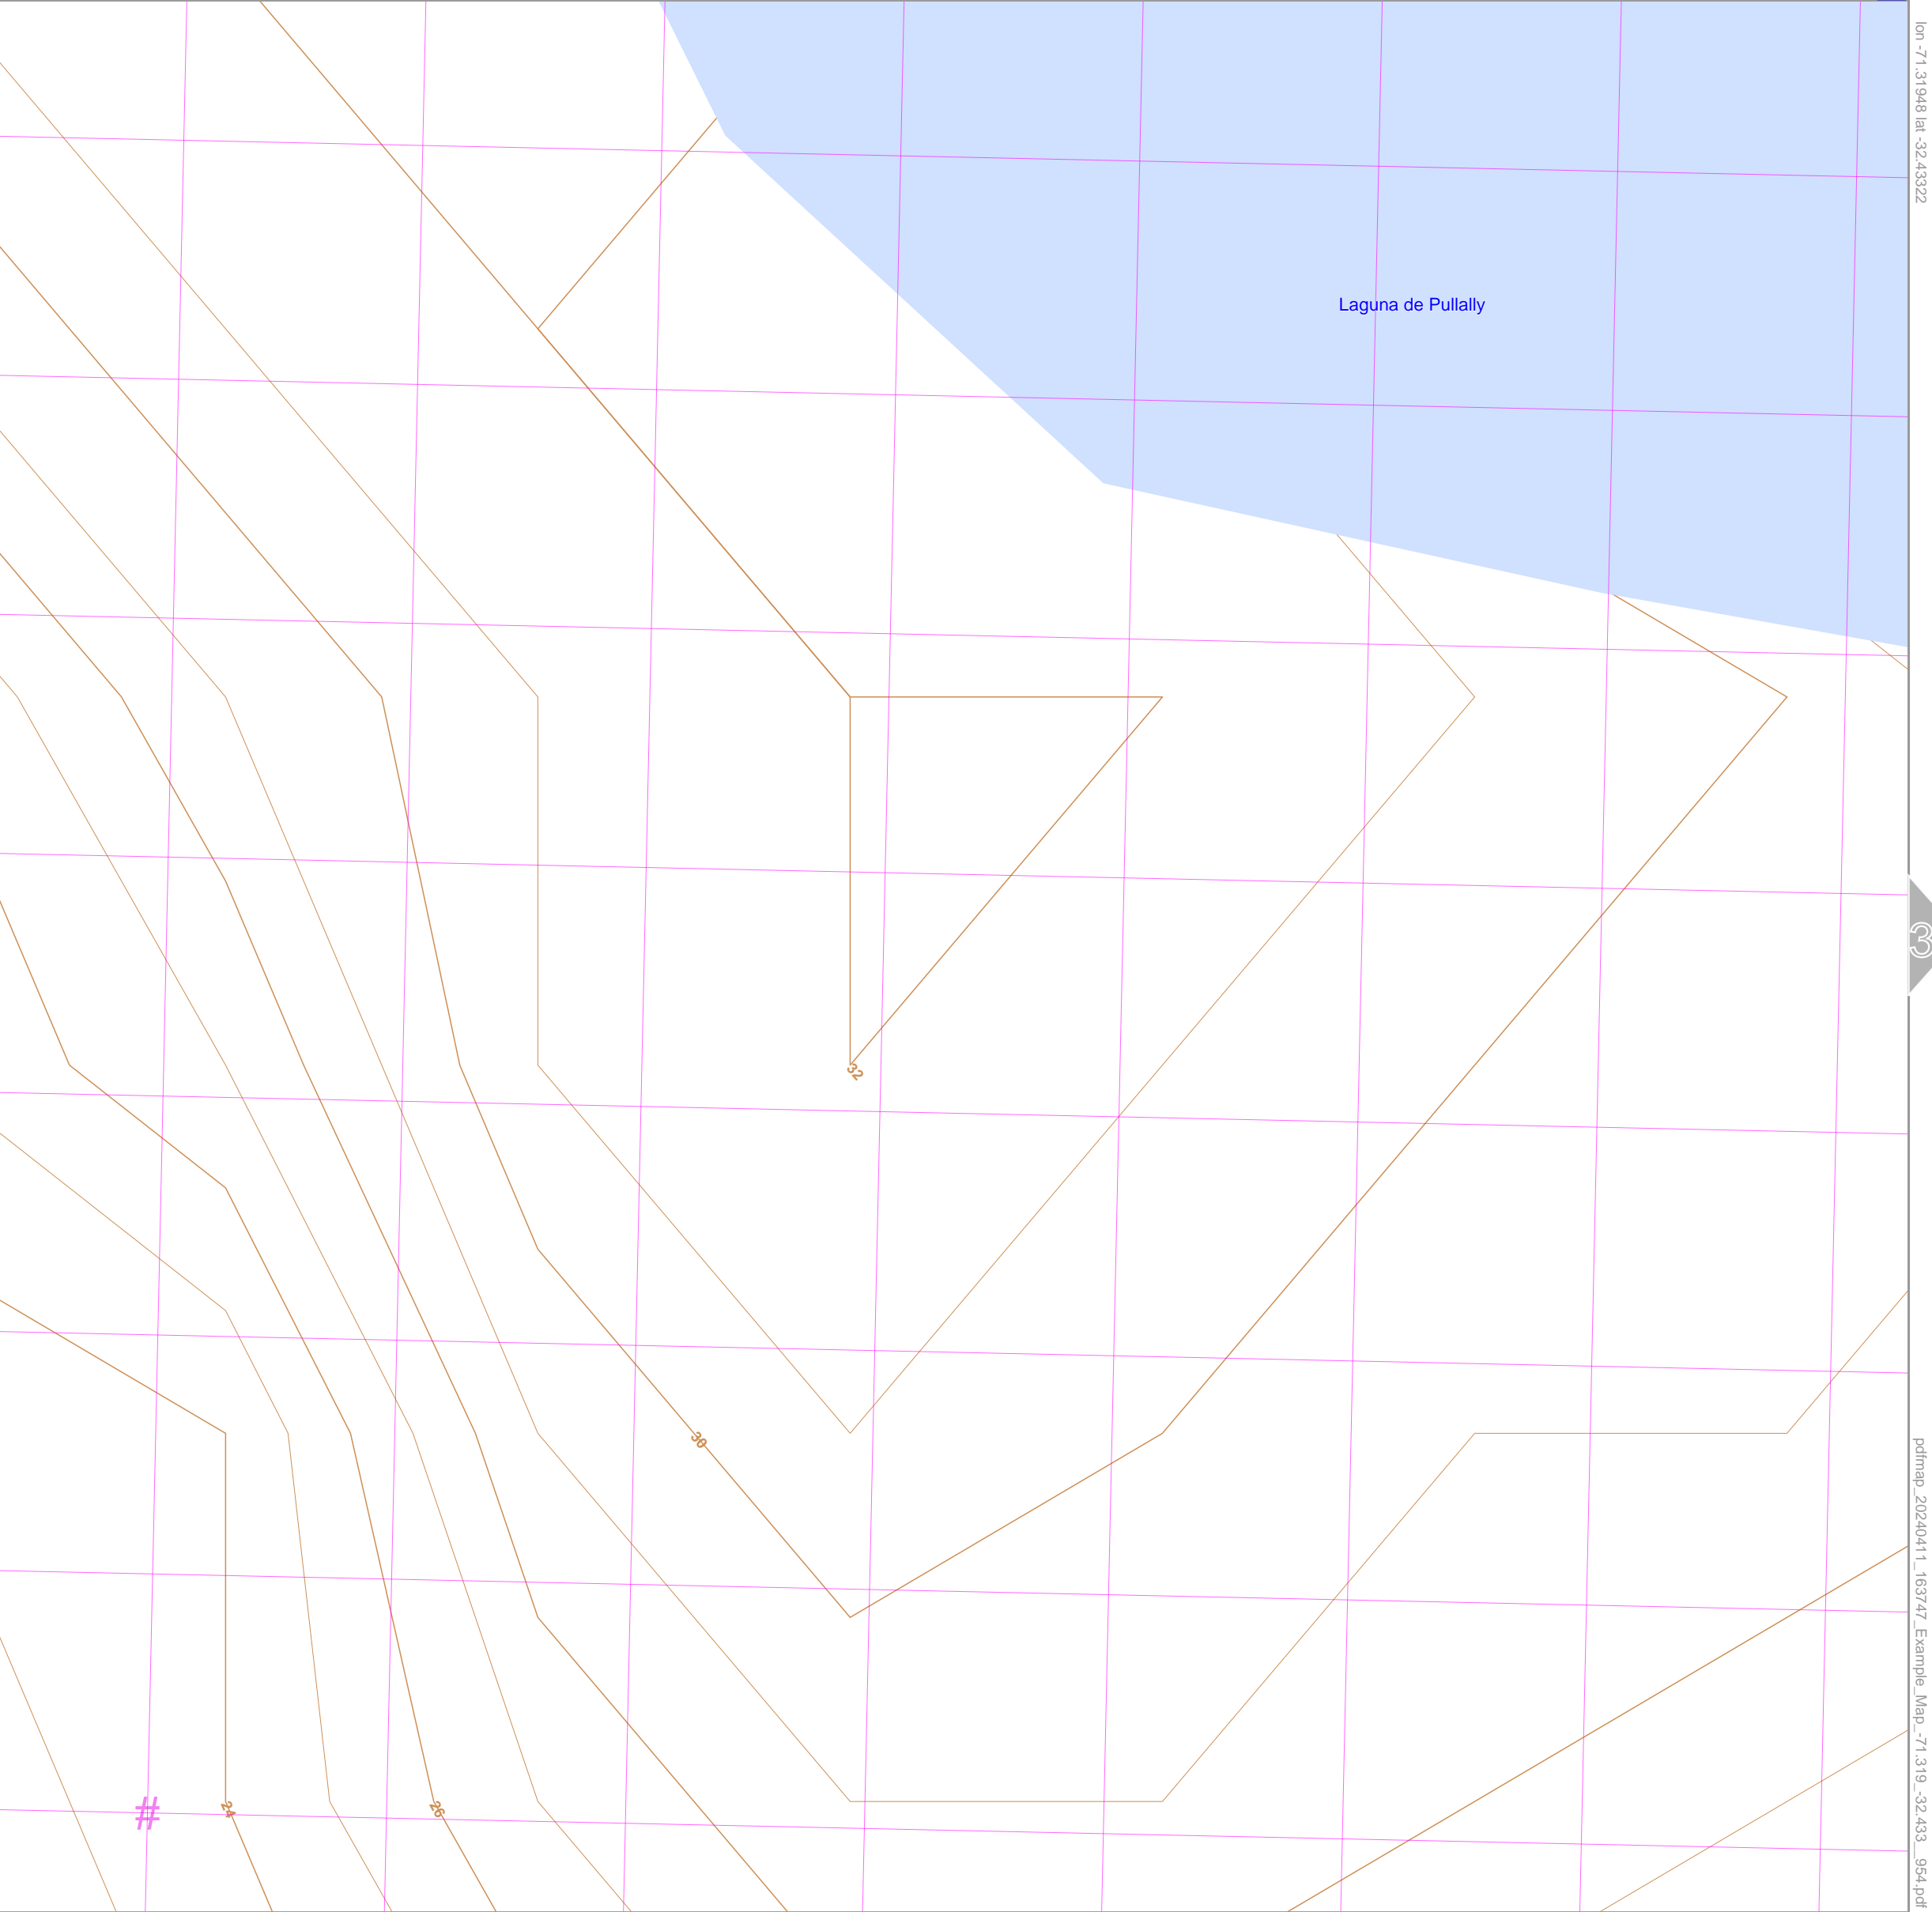 lon -71.31948 lat -32.43322
Laguna de Pullally
3
32
30
pdfmap_20240411_163747_Example_Map_-71.319_-32.433__954.pdf
#
24
26